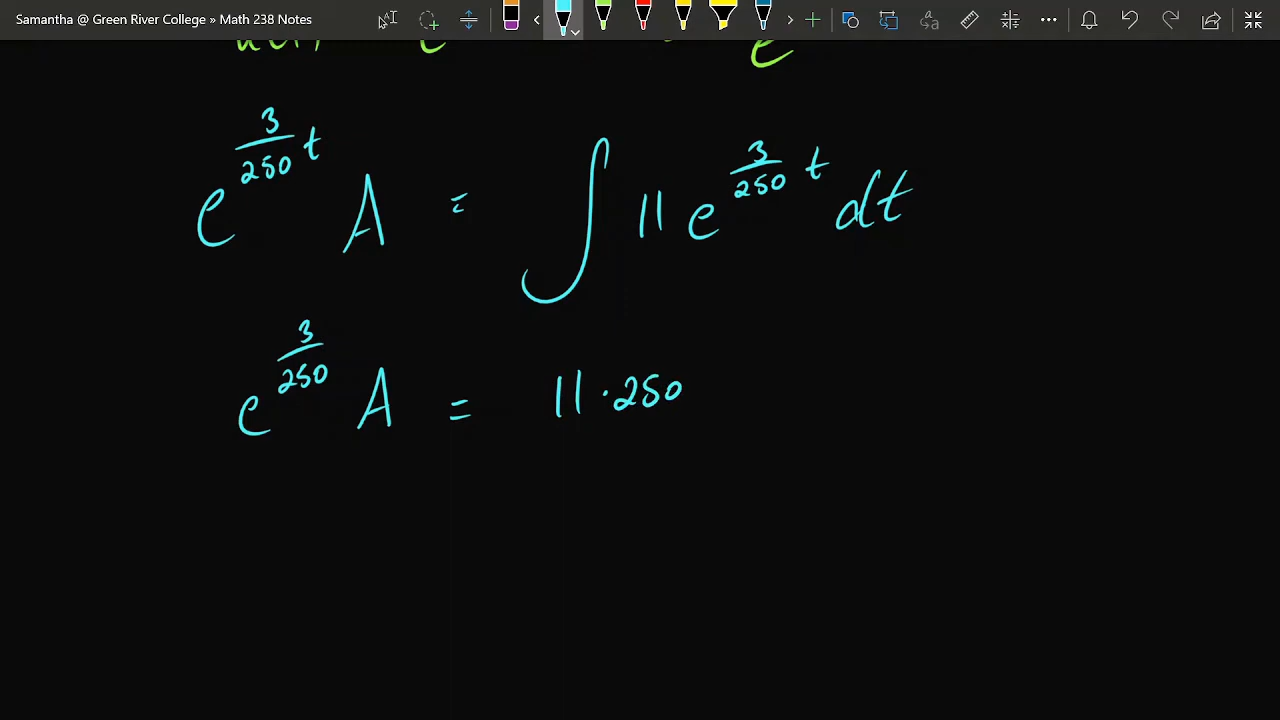 Samantha @ Green River College » Math 238 Notes
e^{3/250 t} A = ∫ 11 e^{3/250 t} dt
e^{3/250} A = 11 · 250